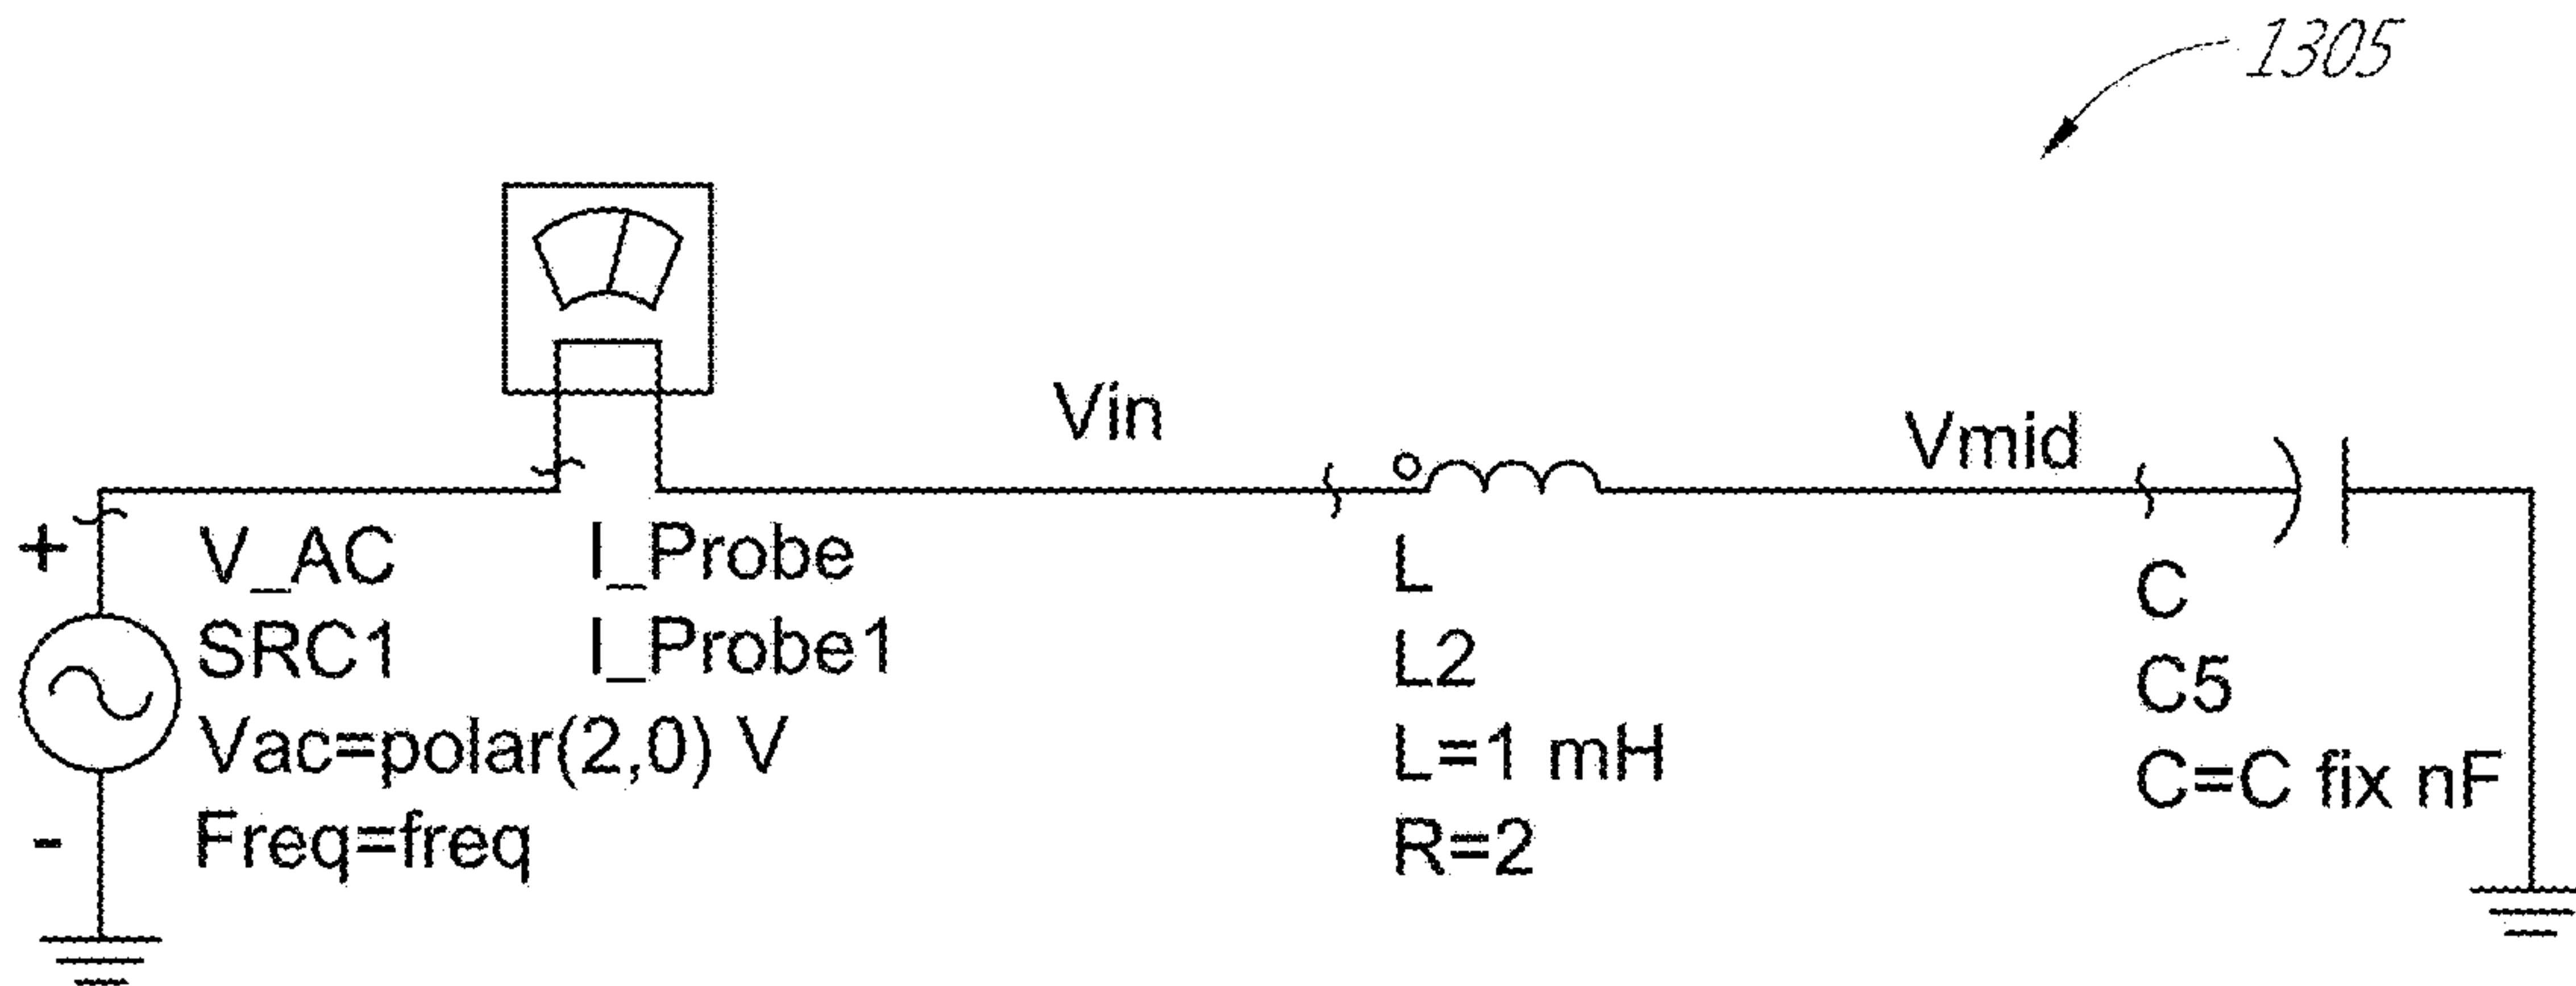 1305
Vin
Vmid
+
V_AC
SRC1
Vac=polar(2,0) V
Freq=freq
-
I_Probe
I_Probe1
L
L2
L=1 mH
R=2
C
C5
C=C fix nF